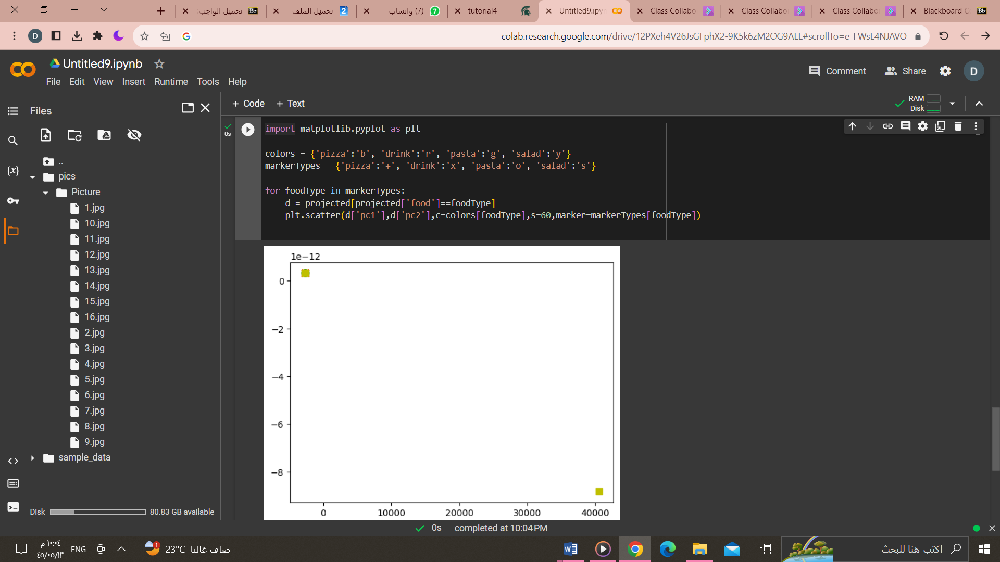 تحميل الواجب:
تحميل الملف -
(7) واتساب
tutorial4
Untitled9.ipyn
Class Collabo
Class Collabo
Class Collabo
Blackboard C
D
colab.research.google.com/drive/12PXeh4V26JsGFphX2-9K5k6zM2OG9ALE#scrollTo=e_FWsL4NJAVO
Untitled9.ipynb
File Edit View Insert Runtime Tools Help
Comment
Share
D
Files
+ Code + Text
RAM
Disk
..
pics
Picture
1.jpg
10.jpg
11.jpg
12.jpg
13.jpg
14.jpg
15.jpg
16.jpg
2.jpg
3.jpg
4.jpg
5.jpg
6.jpg
7.jpg
8.jpg
9.jpg
sample_data
Disk 80.83 GB available
0s
import matplotlib.pyplot as plt
colors = {'pizza':'b', 'drink':'r', 'pasta':'g', 'salad':'y'}
markerTypes = {'pizza':'+', 'drink':'x', 'pasta':'o', 'salad':'s'}
for foodType in markerTypes:
d = projected[projected['food']==foodType]
plt.scatter(d['pc1'],d['pc2'],c=colors[foodType],s=60,marker=markerTypes[foodType])
1e−12
0
−2
−4
−6
−8
0 10000 20000 30000 40000
0s completed at 10:04 PM
١٠:٠٤ م
٤٥/٠٥/١٣
ENG
1
23°C صافٍ غالبًا
اكتب هنا للبحث